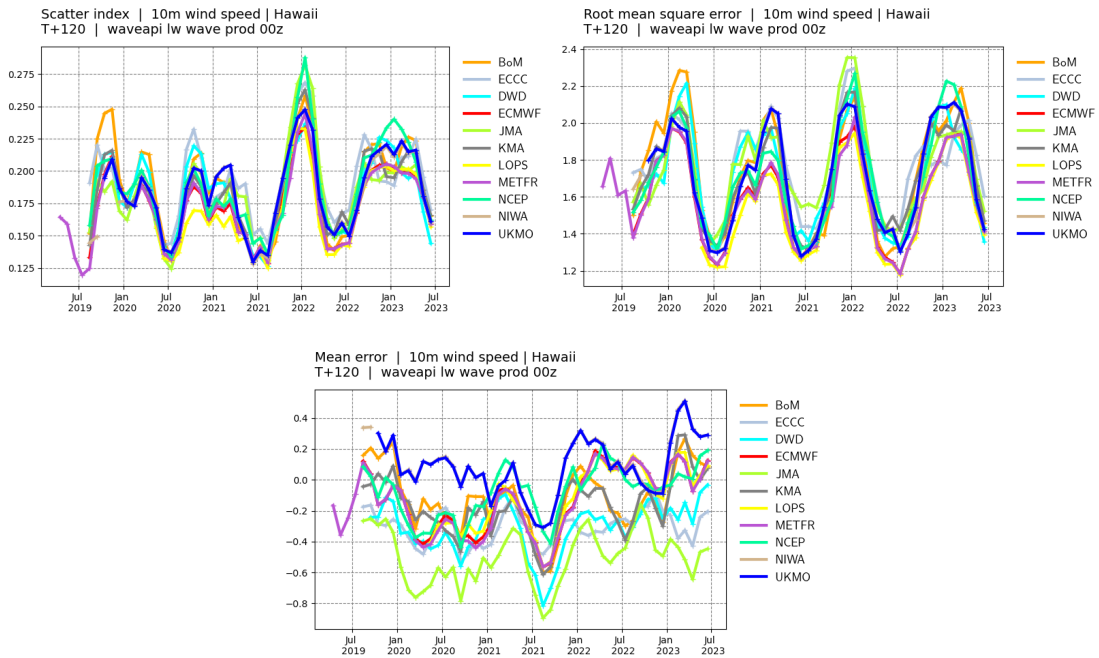 Scatter index | 10m wind speed | Hawaii
T+120 | waveapi lw wave prod 00z
0.275
0.250
0.225
0.200
0.175
0.150
0.125
Jul 2019
Jan 2020
Jul 2020
Jan 2021
Jul 2021
Jan 2022
Jul 2022
Jan 2023
Jul 2023
BoM
ECCC
DWD
ECMWF
JMA
KMA
LOPS
METFR
NCEP
NIWA
UKMO
Root mean square error | 10m wind speed | Hawaii
T+120 | waveapi lw wave prod 00z
2.4
2.2
2.0
1.8
1.6
1.4
1.2
Jul 2019
Jan 2020
Jul 2020
Jan 2021
Jul 2021
Jan 2022
Jul 2022
Jan 2023
Jul 2023
BoM
ECCC
DWD
ECMWF
JMA
KMA
LOPS
METFR
NCEP
NIWA
UKMO
Mean error | 10m wind speed | Hawaii
T+120 | waveapi lw wave prod 00z
0.4
0.2
0.0
−0.2
−0.4
−0.6
−0.8
Jul 2019
Jan 2020
Jul 2020
Jan 2021
Jul 2021
Jan 2022
Jul 2022
Jan 2023
Jul 2023
BoM
ECCC
DWD
ECMWF
JMA
KMA
LOPS
METFR
NCEP
NIWA
UKMO